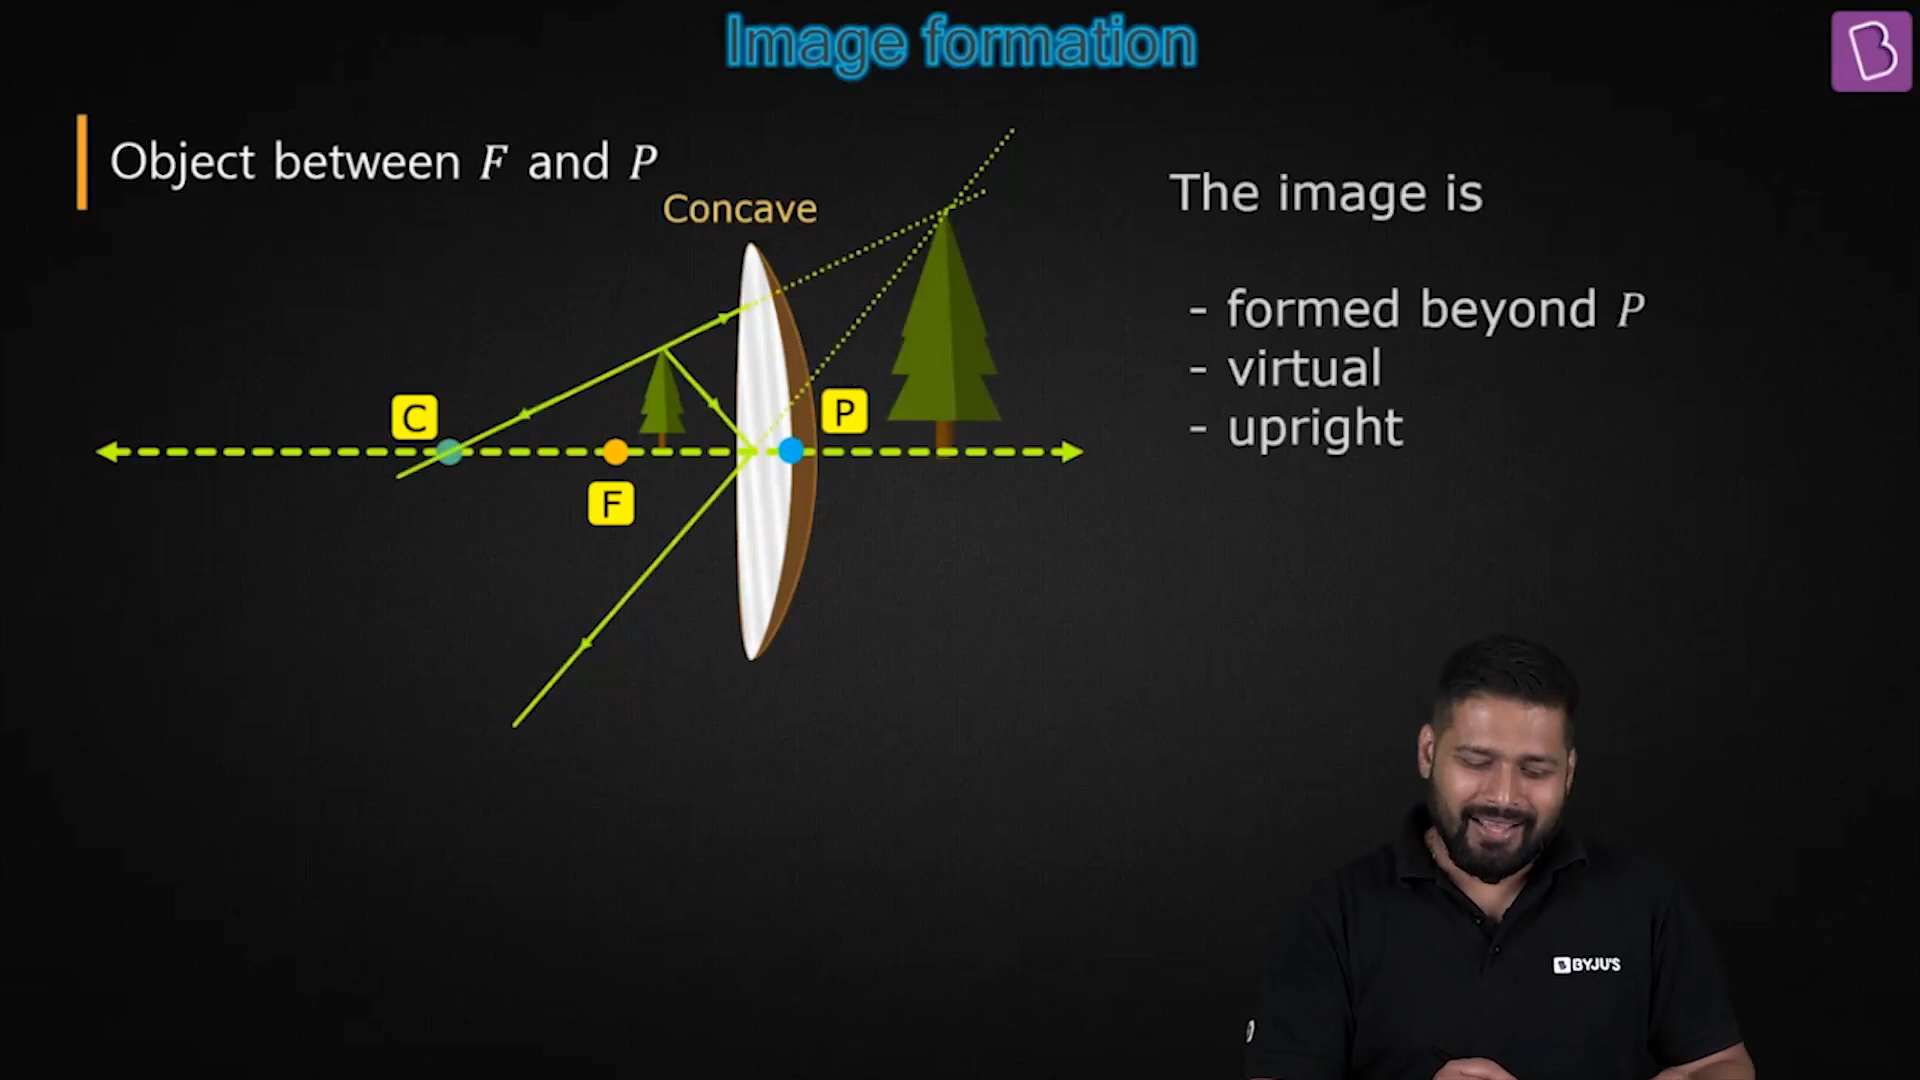 Image formation
Object between F and P
Concave
The image is
- formed beyond P
- virtual
- upright
C
P
F
BYJU'S